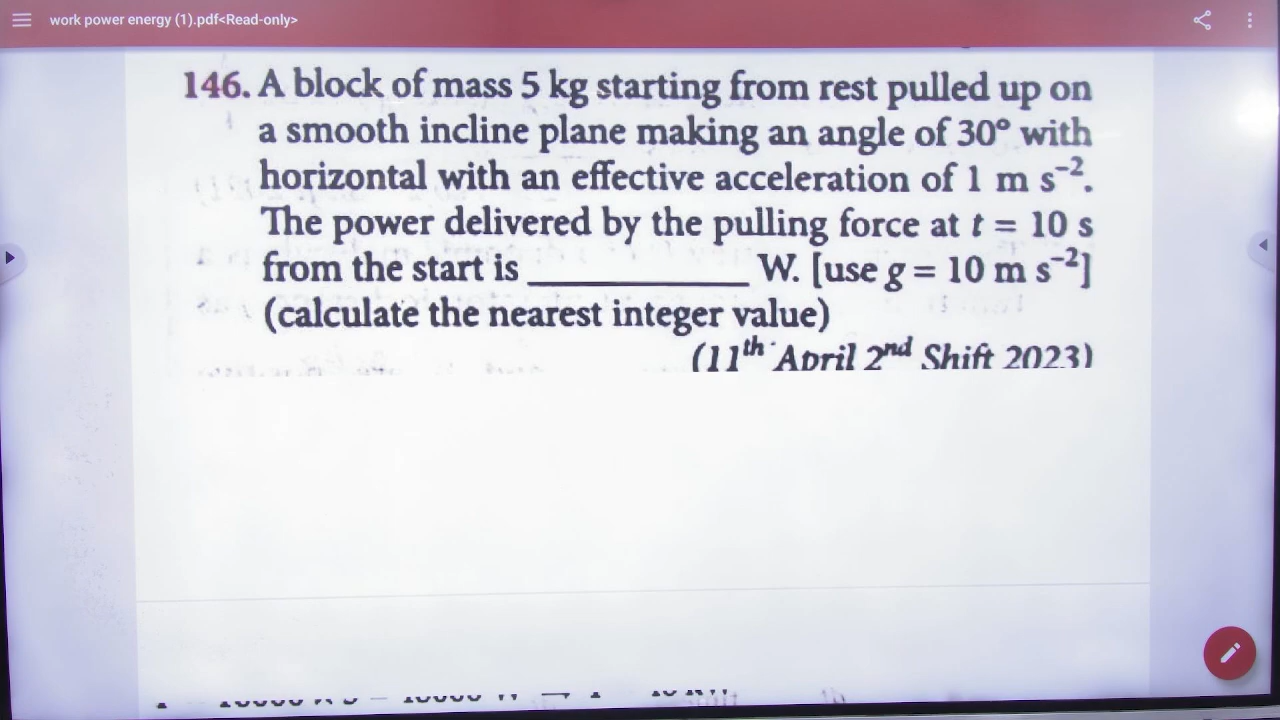 work power energy (1).pdf<Read-only>
146. A block of mass 5 kg starting from rest pulled up on
a smooth incline plane making an angle of 30° with
horizontal with an effective acceleration of 1 m s⁻².
The power delivered by the pulling force at t = 10 s
from the start is __________ W. [use g = 10 m s⁻²]
(calculate the nearest integer value)
(11th April 2nd Shift 2023)